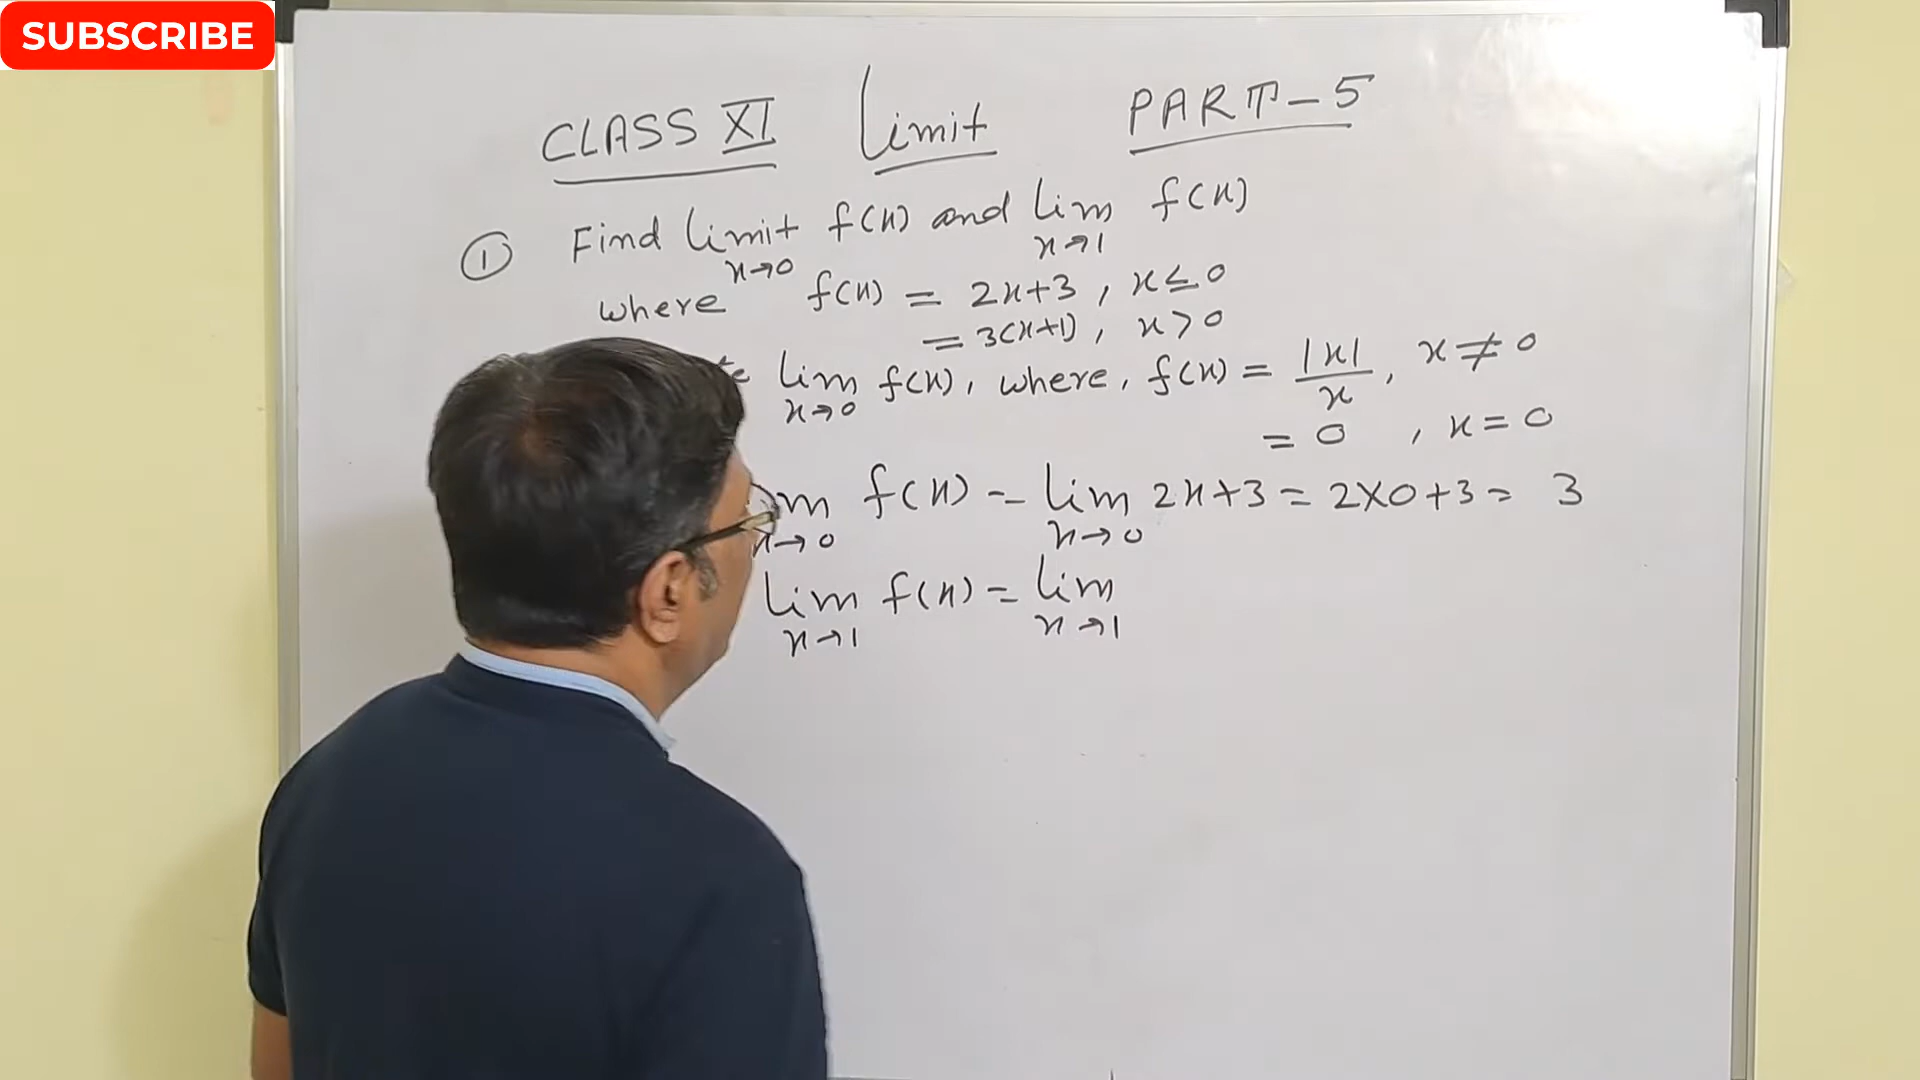 SUBSCRIBE
CLASS XI Limit PART-5
① Find limit f(x) and lim f(x)
x→0 x→1
where f(x) = 2x+3, x≤0
= 3(x+1), x>0
lim f(x), where, f(x) = |x|/x, x≠0
x→0
= 0, x=0
f(x) = lim 2x+3 = 2×0+3 = 3
x→0 x→0
lim f(x) = lim
x→1 x→1